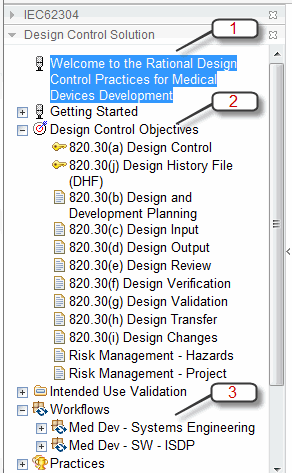 IEC62304
1
Design Control Solution
Welcome to the Rational Design
Control Practices for Medical
Devices Development
2
Getting Started
Design Control Objectives
820.30(a) Design Control
820.30(j) Design History File
(DHF)
820.30(b) Design and
Development Planning
820.30(c) Design Input
820.30(d) Design Output
820.30(e) Design Review
820.30(f) Design Verification
820.30(g) Design Validation
820.30(h) Design Transfer
820.30(i) Design Changes
Risk Management - Hazards
Risk Management - Project
Intended Use Validation
3
Workflows
Med Dev - Systems Engineering
Med Dev - SW - ISDP
Practices